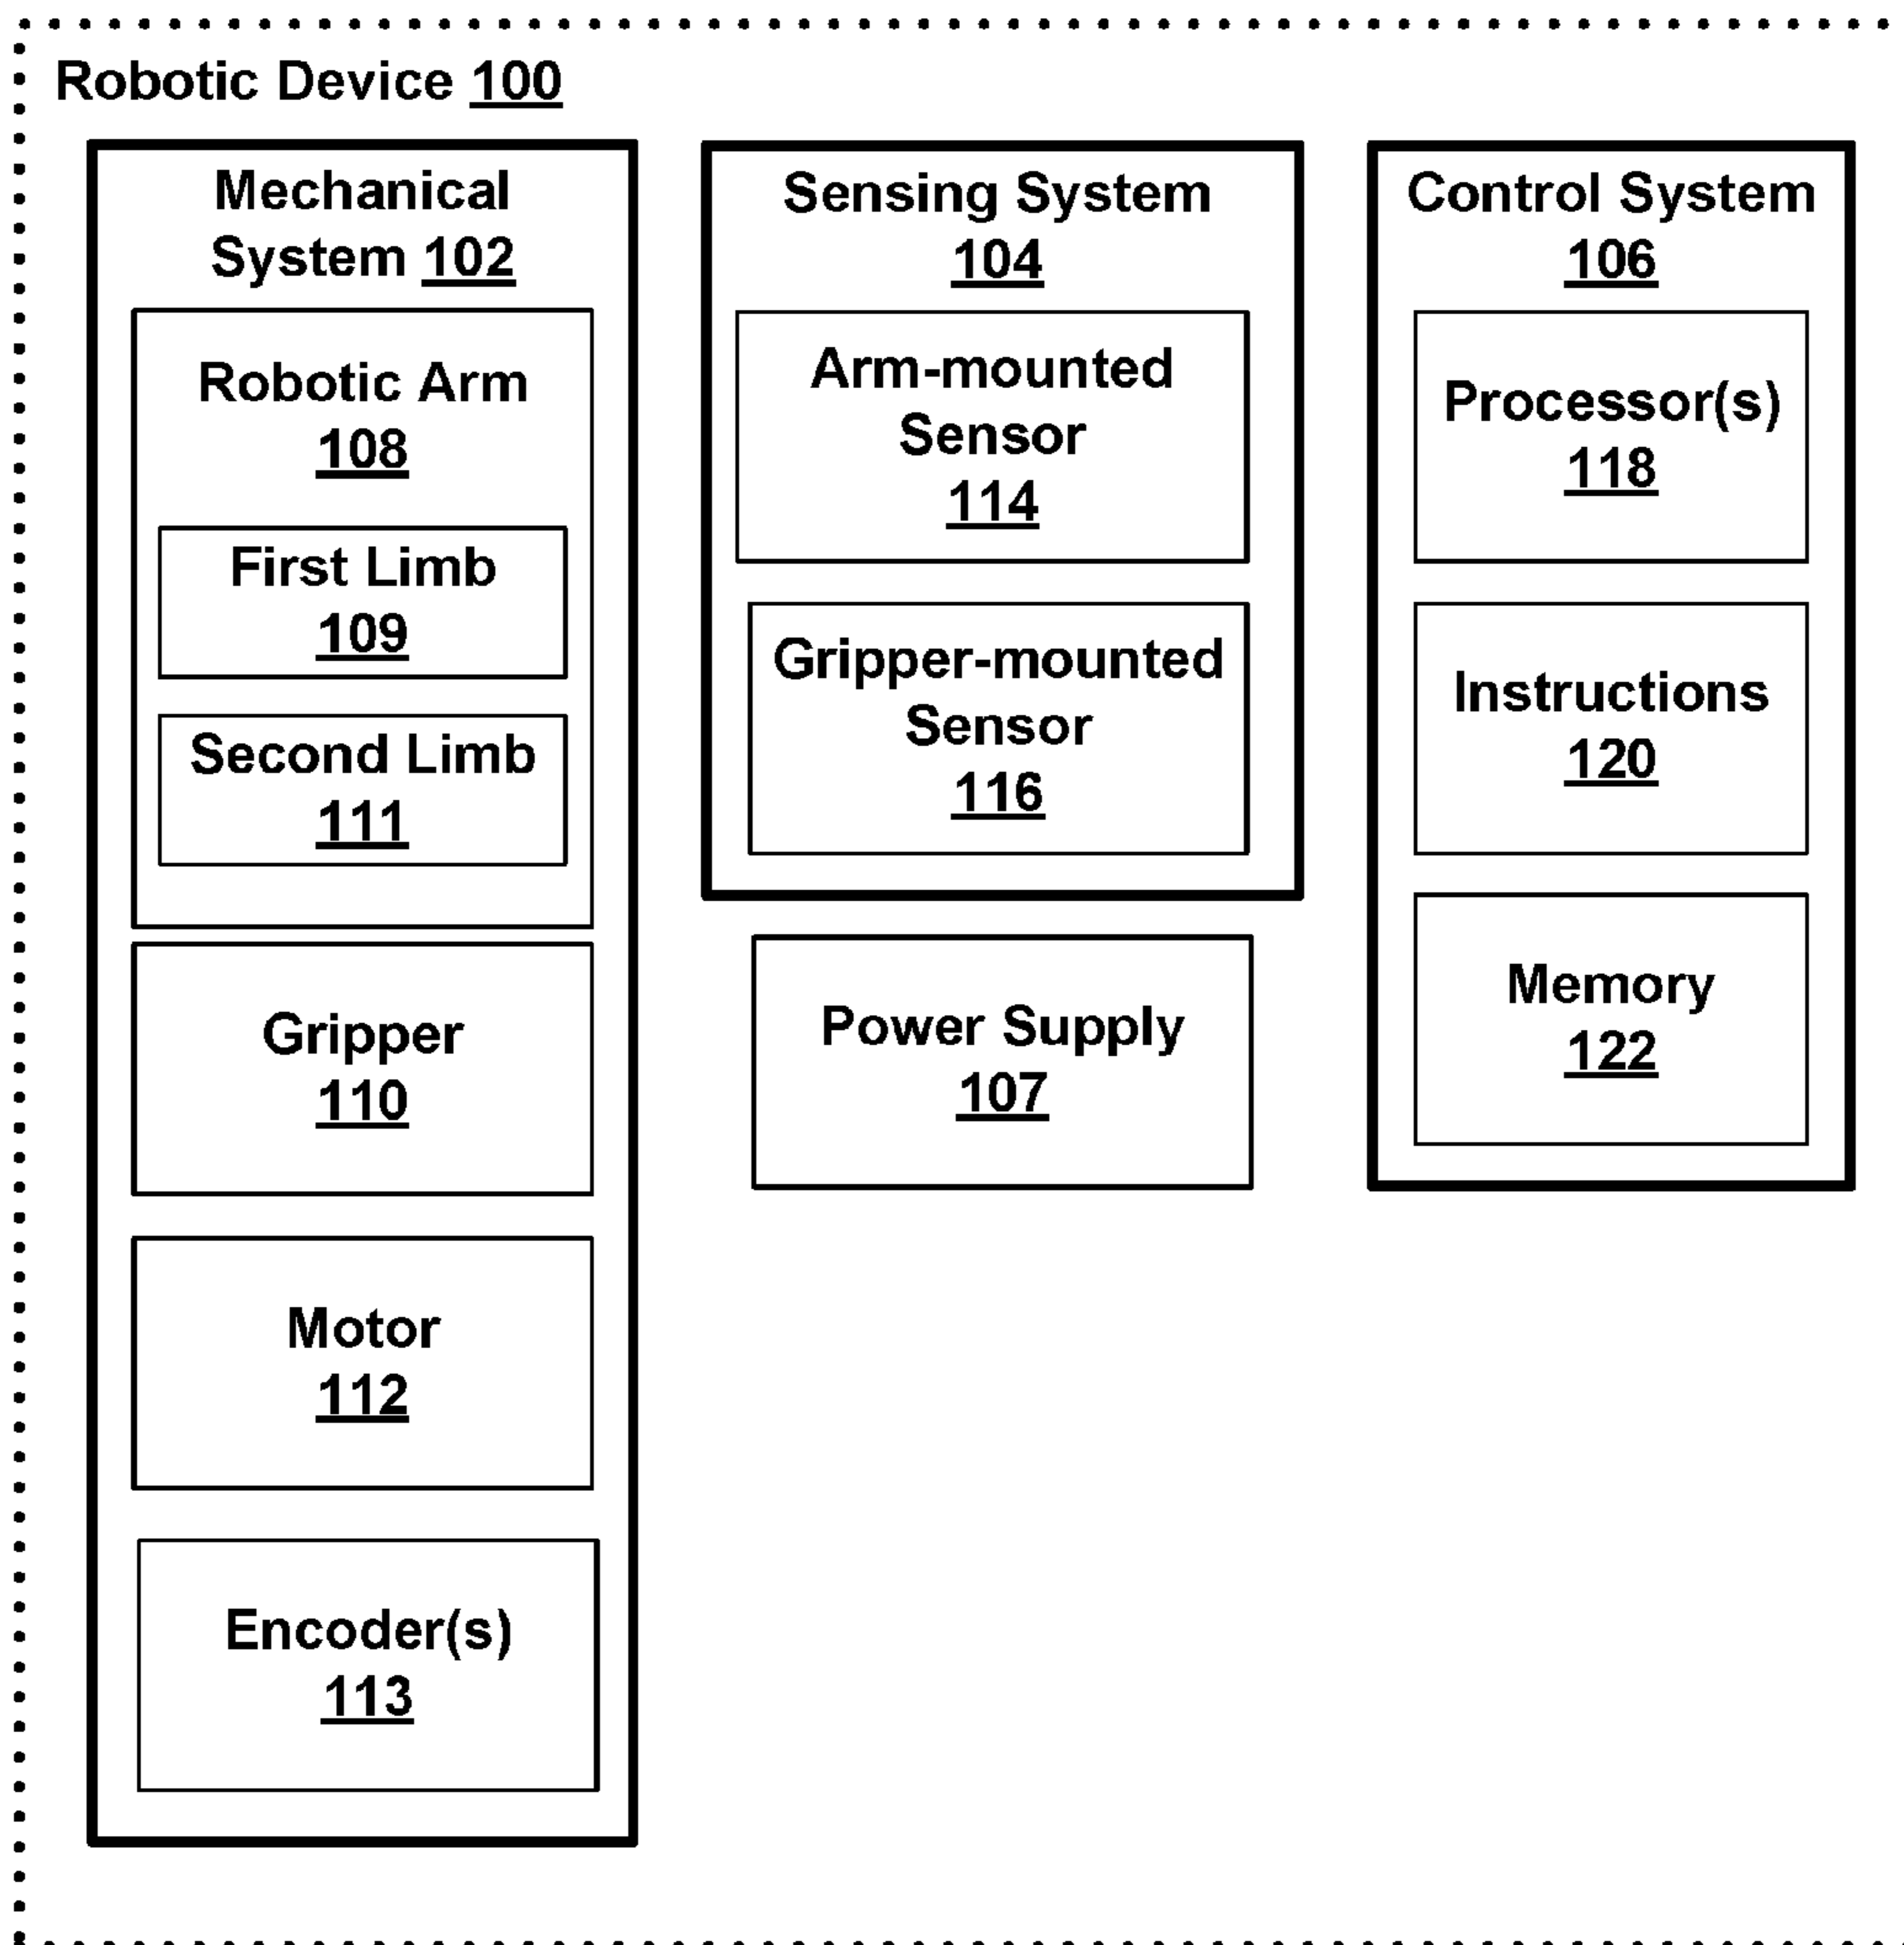 Robotic Device 100
Mechanical
System 102
Robotic Arm
108
First Limb
109
Second Limb
111
Gripper
110
Motor
112
Encoder(s)
113
Sensing System
104
Arm-mounted
Sensor
114
Gripper-mounted
Sensor
116
Power Supply
107
Control System
106
Processor(s)
118
Instructions
120
Memory
122